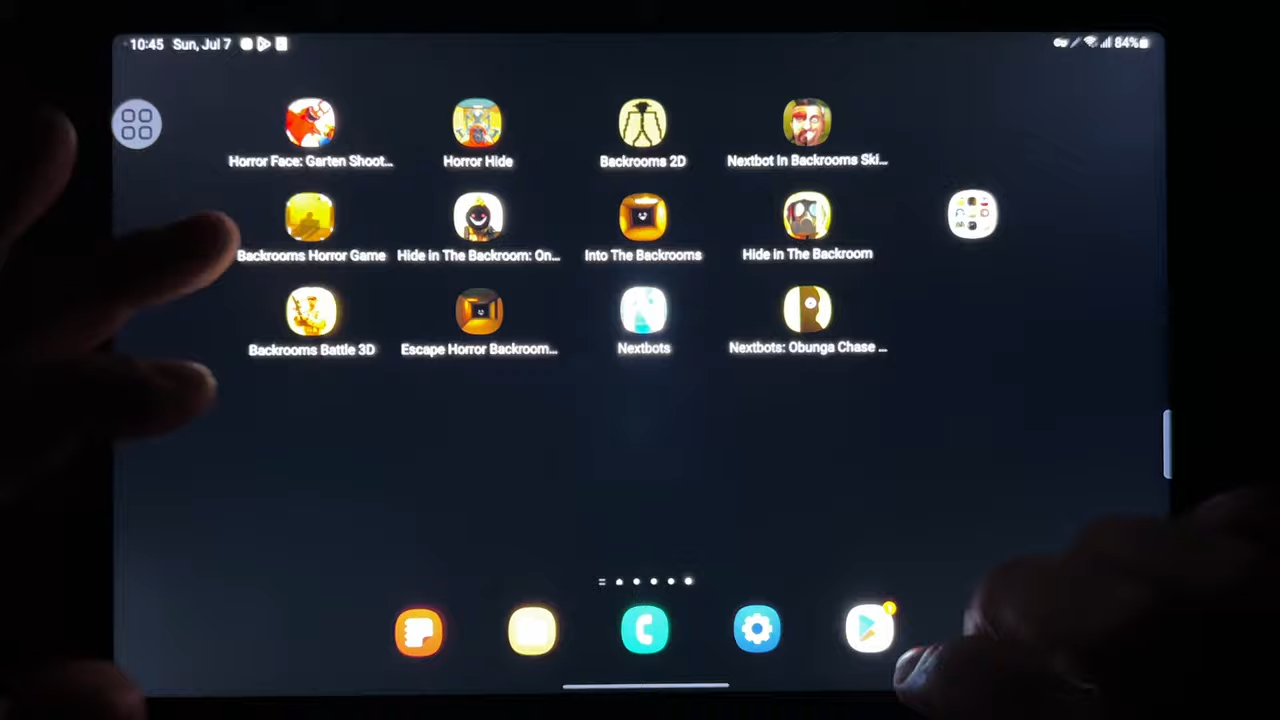 10:45 Sun, Jul 7
84%
Horror Face: Garten Shoot...
Horror Hide
Backrooms 2D
Nextbot In Backrooms Ski...
Backrooms Horror Game
Hide in The Backroom: On...
Into The Backrooms
Hide In The Backroom
Backrooms Battle 3D
Escape Horror Backroom...
Nextbots
Nextbots: Obunga Chase ...